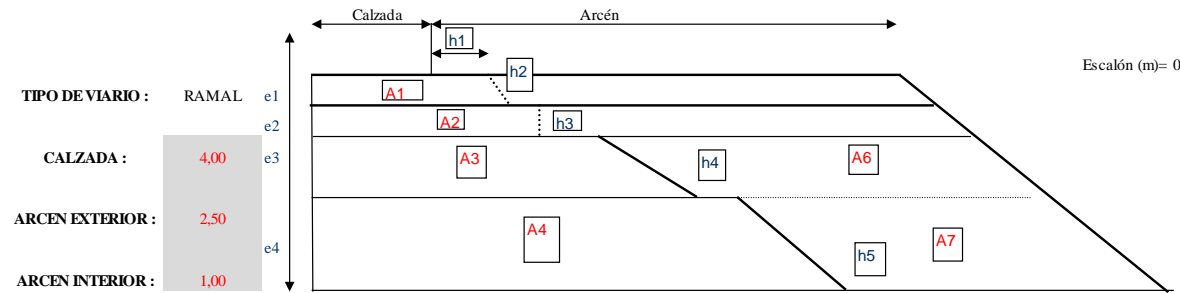 Calzada Arcén
h1
h2
Escalón (m)= 0
TIPO DE VIARIO : RAMAL e1 A1
e2 A2 h3
CALZADA : 4,00 e3 A3 h4 A6
ARCEN EXTERIOR : 2,50
A4 A7
e4 h5
ARCEN INTERIOR : 1,00